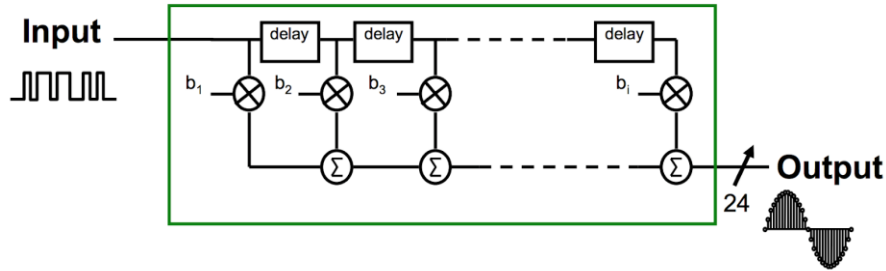 Input
delay
delay
delay
b1
b2
b3
bi
Σ
Σ
Σ
24
Output